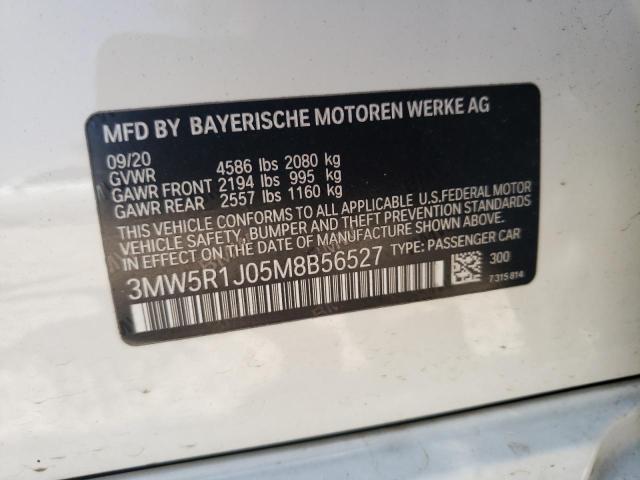 MFD BY BAYERISCHE MOTOREN WERKE AG
09/20
GVWR 4586 lbs 2080 kg
GAWR FRONT 2194 lbs 995 kg
GAWR REAR 2557 lbs 1160 kg
THIS VEHICLE CONFORMS TO ALL APPLICABLE U.S.FEDERAL MOTOR
VEHICLE SAFETY, BUMPER AND THEFT PREVENTION STANDARDS
IN EFFECT ON THE DATE OF MANUFACTURE SHOWN ABOVE.
3MW5R1J05M8B56527 TYPE: PASSENGER CAR
300
7315814